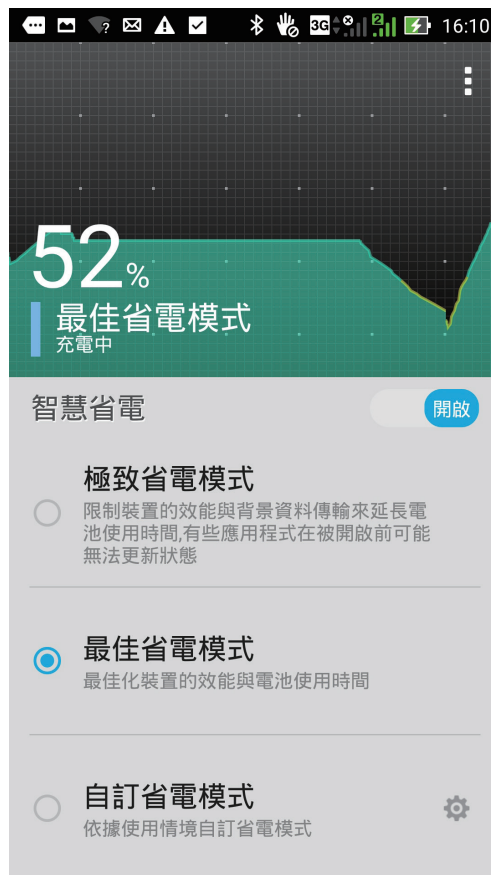 3G 2 16:10
52%
最佳省電模式
充電中
智慧省電 開啟
極致省電模式
限制裝置的效能與背景資料傳輸來延長電
池使用時間,有些應用程式在被開啟前可能
無法更新狀態
最佳省電模式
最佳化裝置的效能與電池使用時間
自訂省電模式
依據使用情境自訂省電模式